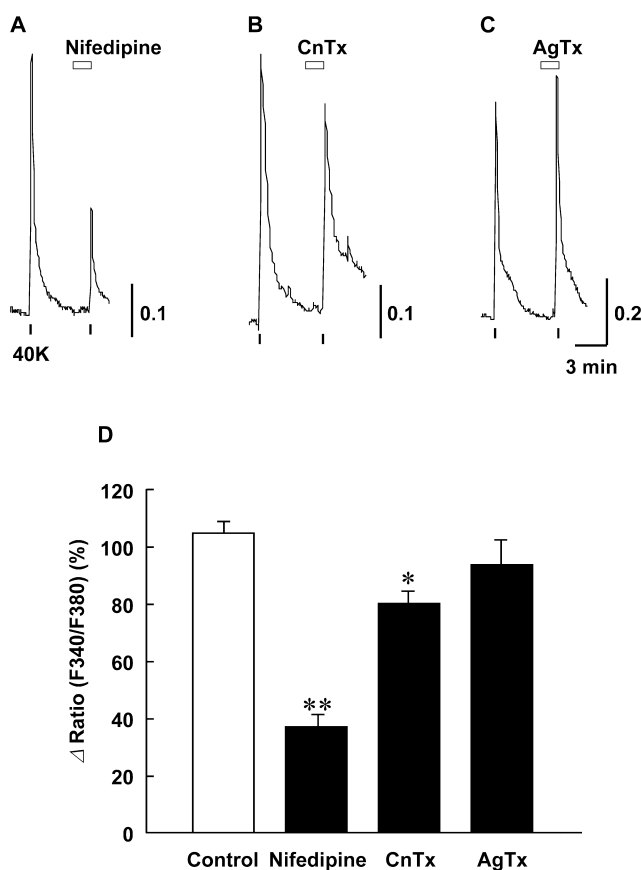 A
B
C
Nifedipine
CnTx
AgTx
0.1
0.1
0.2
40K
3 min
D
Δ Ratio (F340/F380) (%)
120
100
80
60
40
20
0
**
*
Control Nifedipine CnTx AgTx